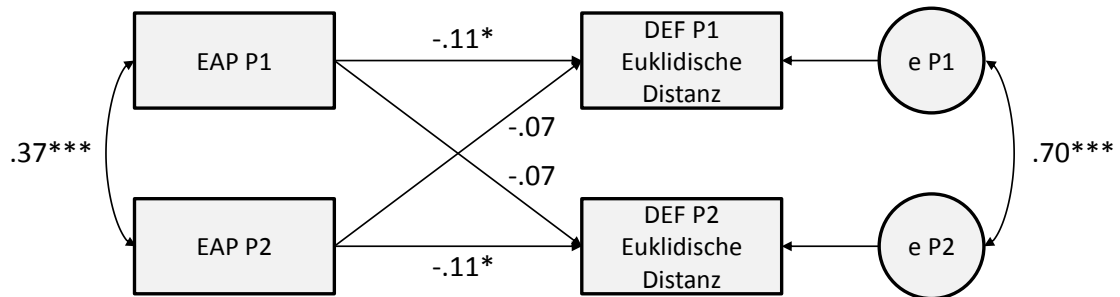 EAP P1
-.11*
DEF P1
Euklidische
Distanz
e P1
.37***
-.07
-.07
.70***
EAP P2
-.11*
DEF P2
Euklidische
Distanz
e P2